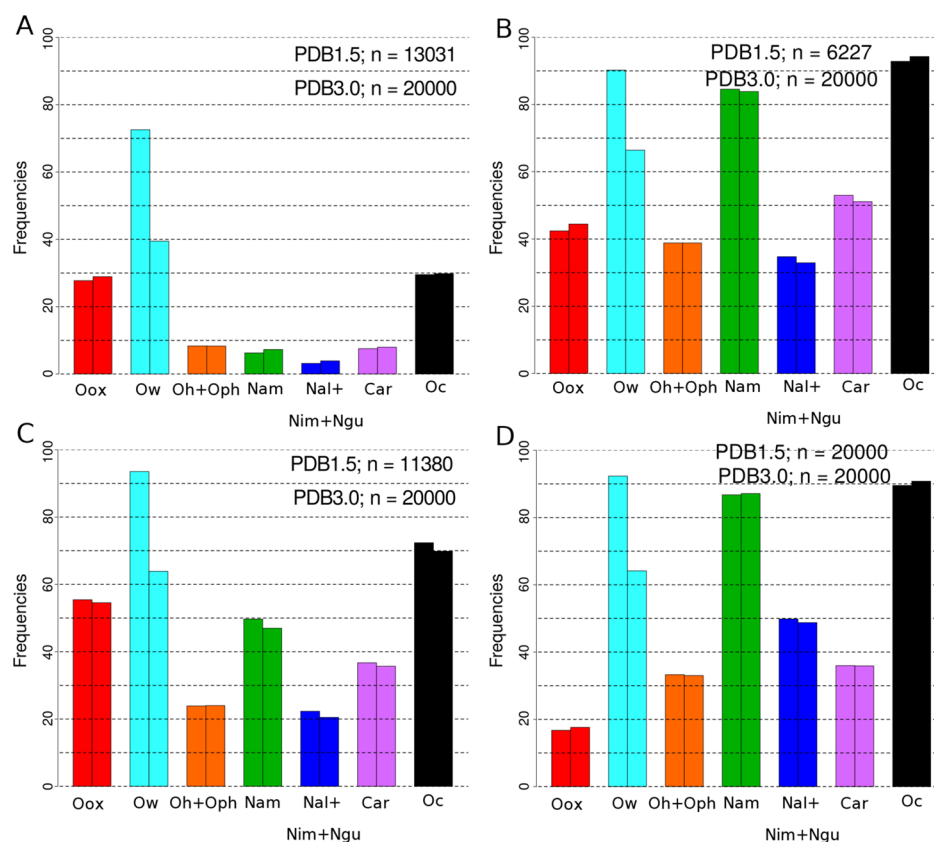 A
PDB1.5; n = 13031
PDB3.0; n = 20000
Frequencies
0 20 40 60 80 100
Oox Ow Oh+Oph Nam Nal+ Car Oc
Nim+Ngu
B
PDB1.5; n = 6227
PDB3.0; n = 20000
Frequencies
0 20 40 60 80 100
Oox Ow Oh+Oph Nam Nal+ Car Oc
Nim+Ngu
C
PDB1.5; n = 11380
PDB3.0; n = 20000
Frequencies
0 20 40 60 80 100
Oox Ow Oh+Oph Nam Nal+ Car Oc
Nim+Ngu
D
PDB1.5; n = 20000
PDB3.0; n = 20000
Frequencies
0 20 40 60 80 100
Oox Ow Oh+Oph Nam Nal+ Car Oc
Nim+Ngu